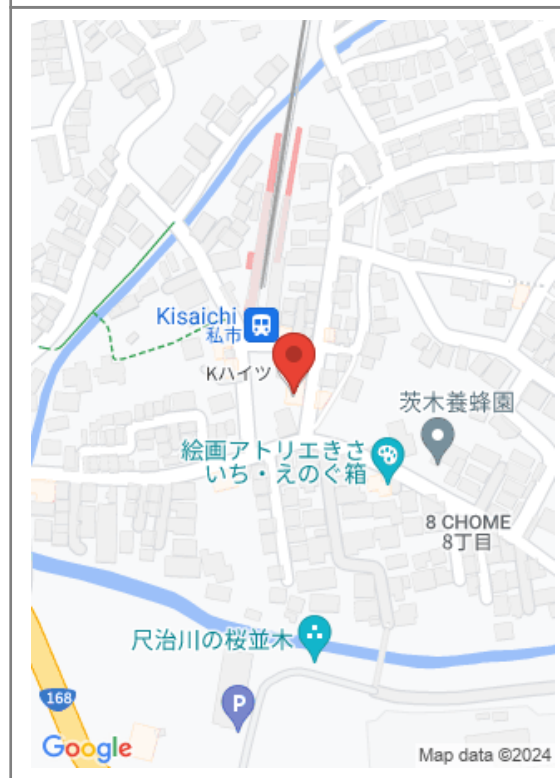 Kisaichi
私市
Kハイツ
茨木養蜂園
絵画アトリエきさ
いち・えのぐ箱
8 CHOME
8丁目
尺治川の桜並木
168
P
Google
Map data ©2024